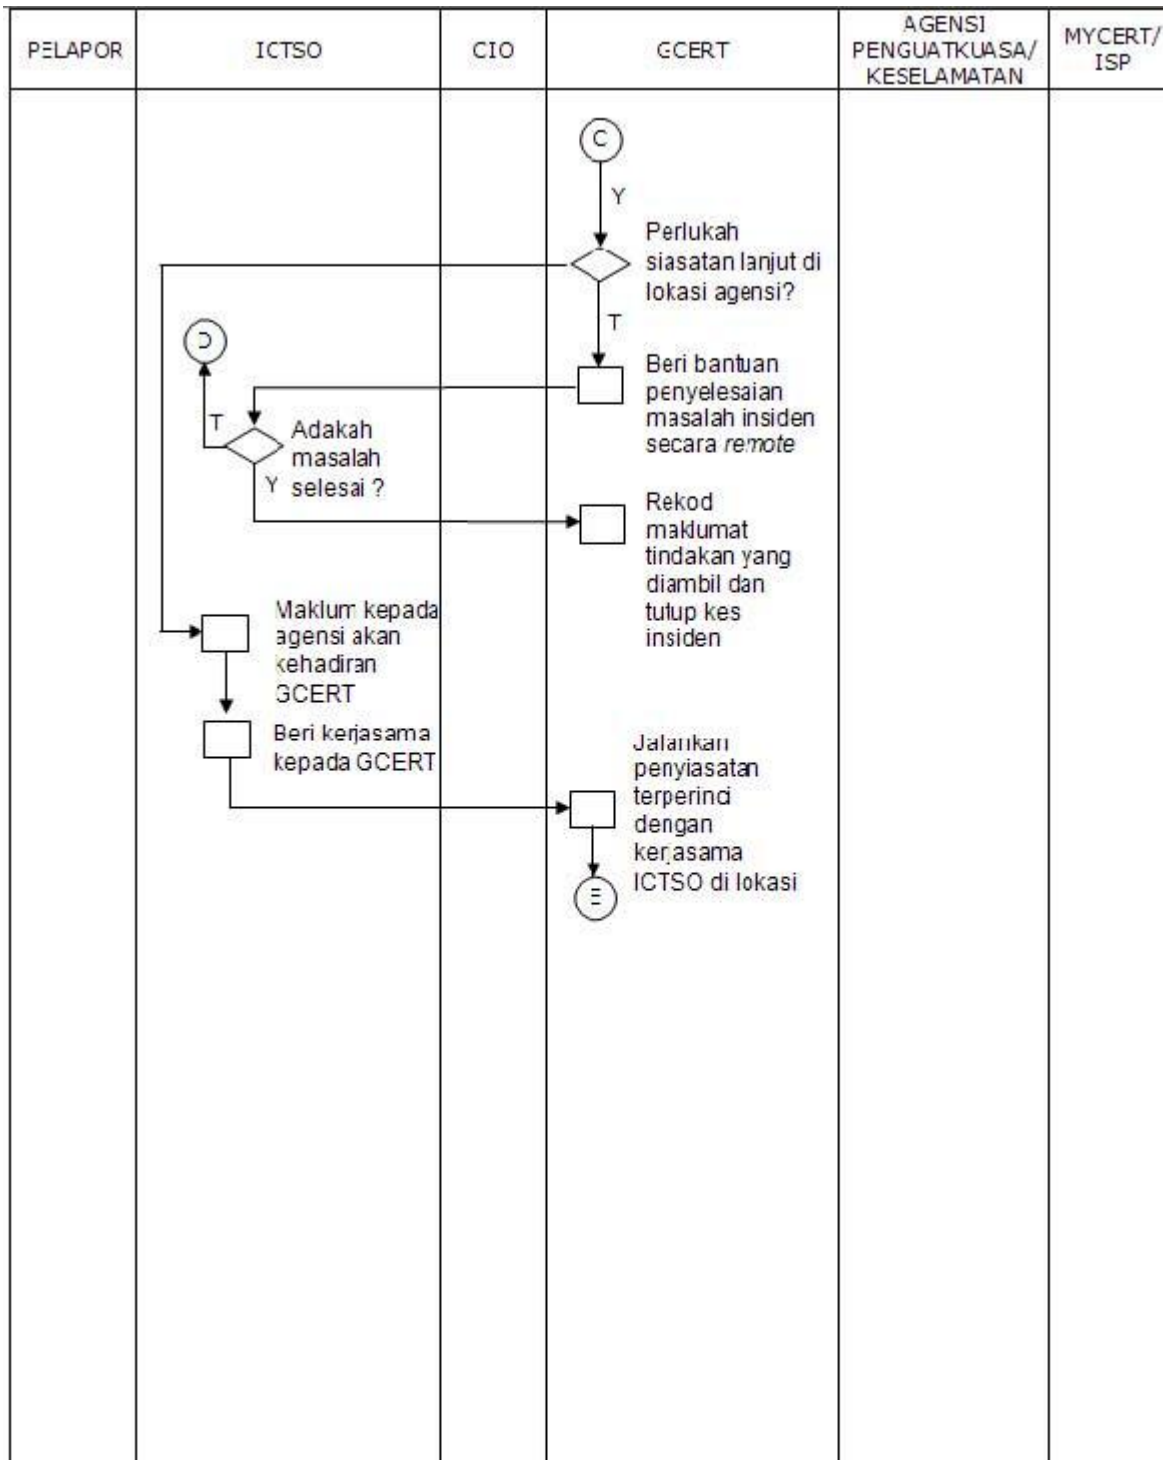 PELAPOR
ICTSO
CIO
GCERT
AGENSI
PENGUATKUASA/
KESELAMATAN
MYCERT/
ISP
C
Y
Perlukah
siasatan lanjut di
lokasi agensi?
T
D
Beri bantuan
penyelesaian
masalah insiden
secara remote
T
Adakah
masalah
selesai ?
Y
Rekod
maklumat
tindakan yang
diambil dan
tutup kes
insiden
Maklum kepada
agensi akan
kehadiran
GCERT
Beri kerjasama
kepada GCERT
Jalankan
penyiasatan
terperinci
dengan
kerjasama
ICTSO di lokasi
E